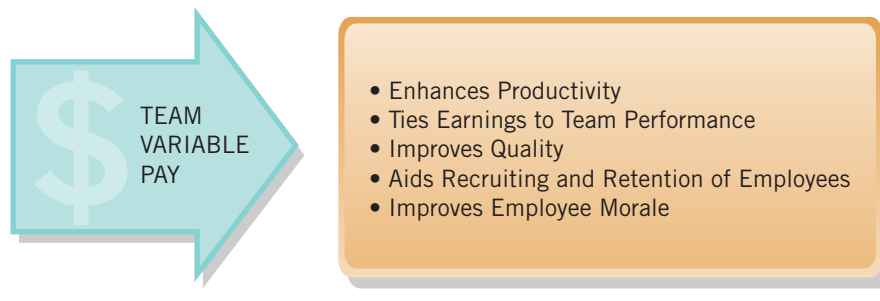 $
TEAM
VARIABLE
PAY
• Enhances Productivity
• Ties Earnings to Team Performance
• Improves Quality
• Aids Recruiting and Retention of Employees
• Improves Employee Morale